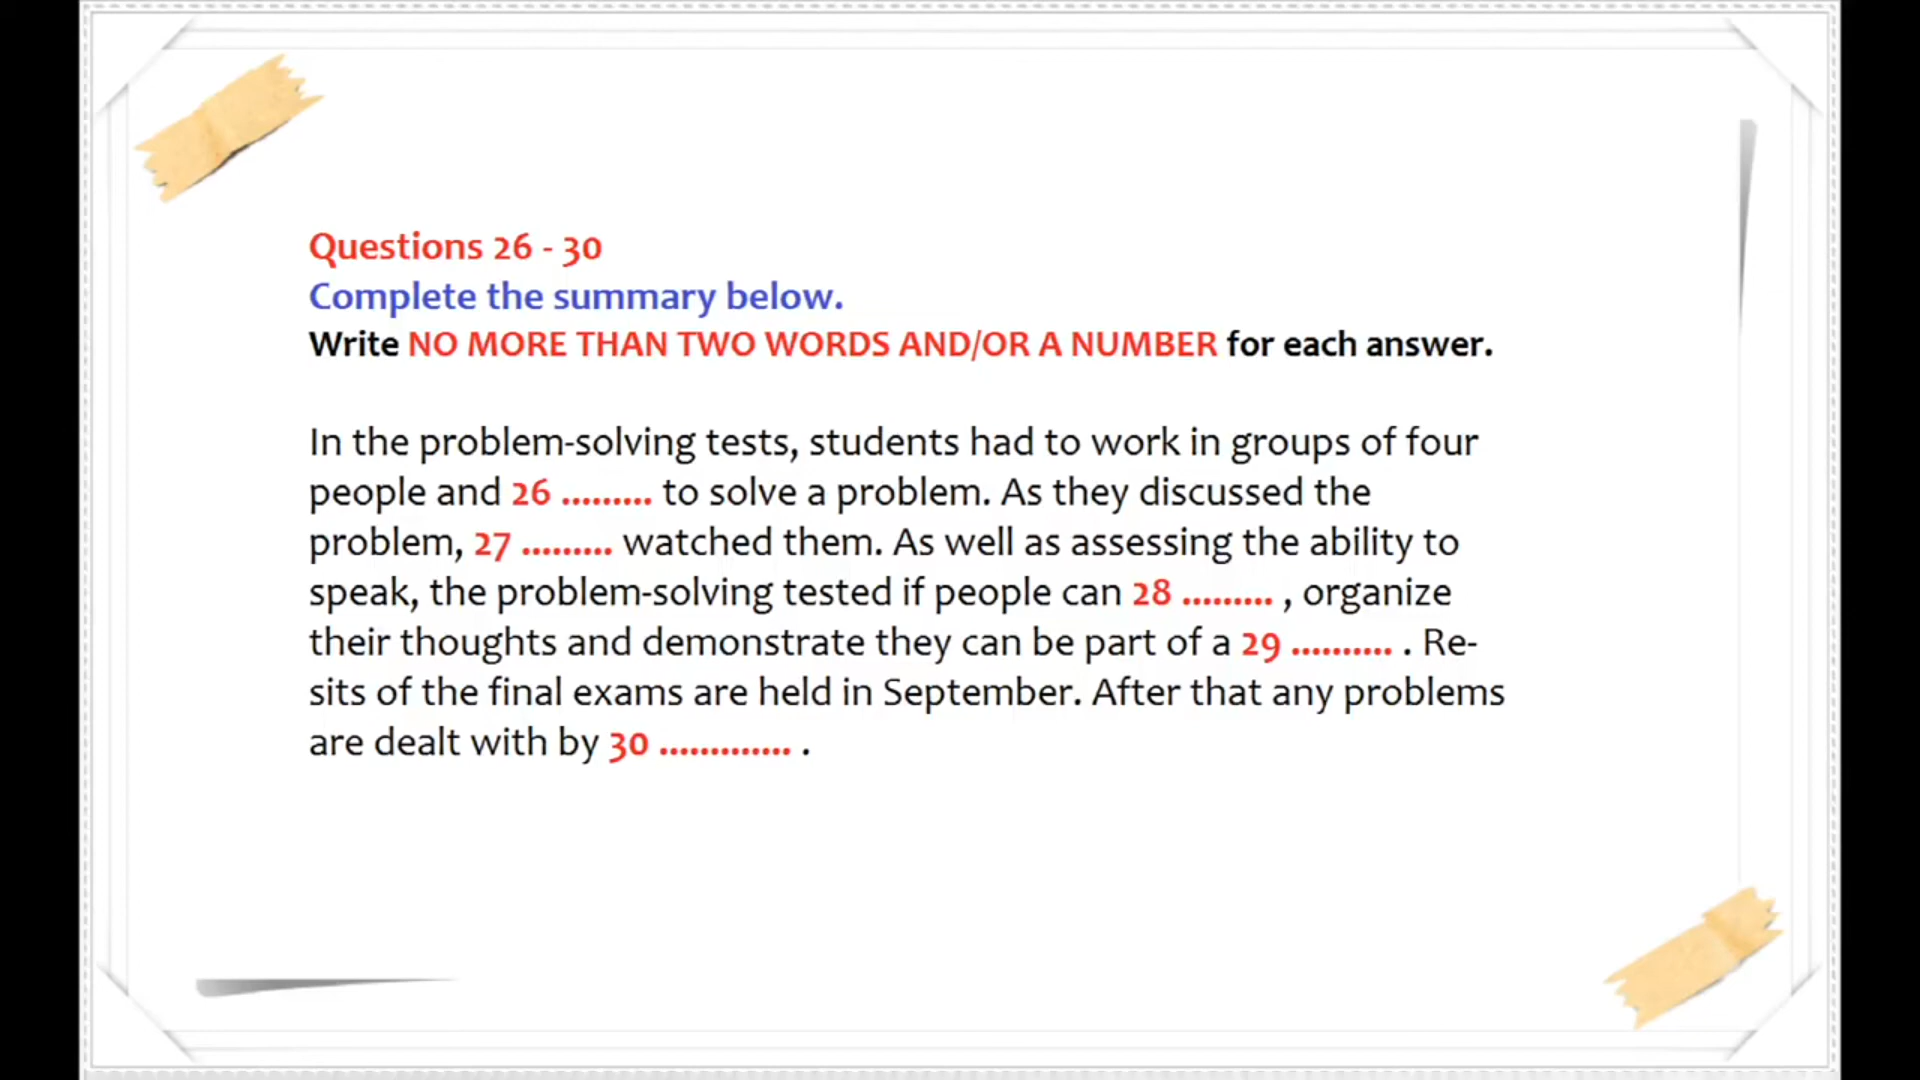 Questions 26 - 30
Complete the summary below.
Write NO MORE THAN TWO WORDS AND/OR A NUMBER for each answer.
In the problem-solving tests, students had to work in groups of four
people and 26 ......... to solve a problem. As they discussed the
problem, 27 ......... watched them. As well as assessing the ability to
speak, the problem-solving tested if people can 28 ......... , organize
their thoughts and demonstrate they can be part of a 29 .......... . Re-
sits of the final exams are held in September. After that any problems
are dealt with by 30 ............. .